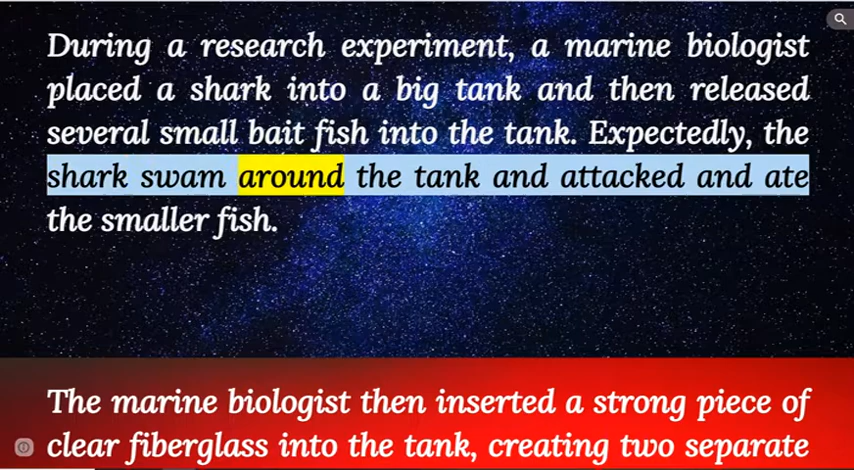 During a research experiment, a marine biologist
placed a shark into a big tank and then released
several small bait fish into the tank. Expectedly, the
shark swam around the tank and attacked and ate
the smaller fish.
The marine biologist then inserted a strong piece of
clear fiberglass into the tank, creating two separate